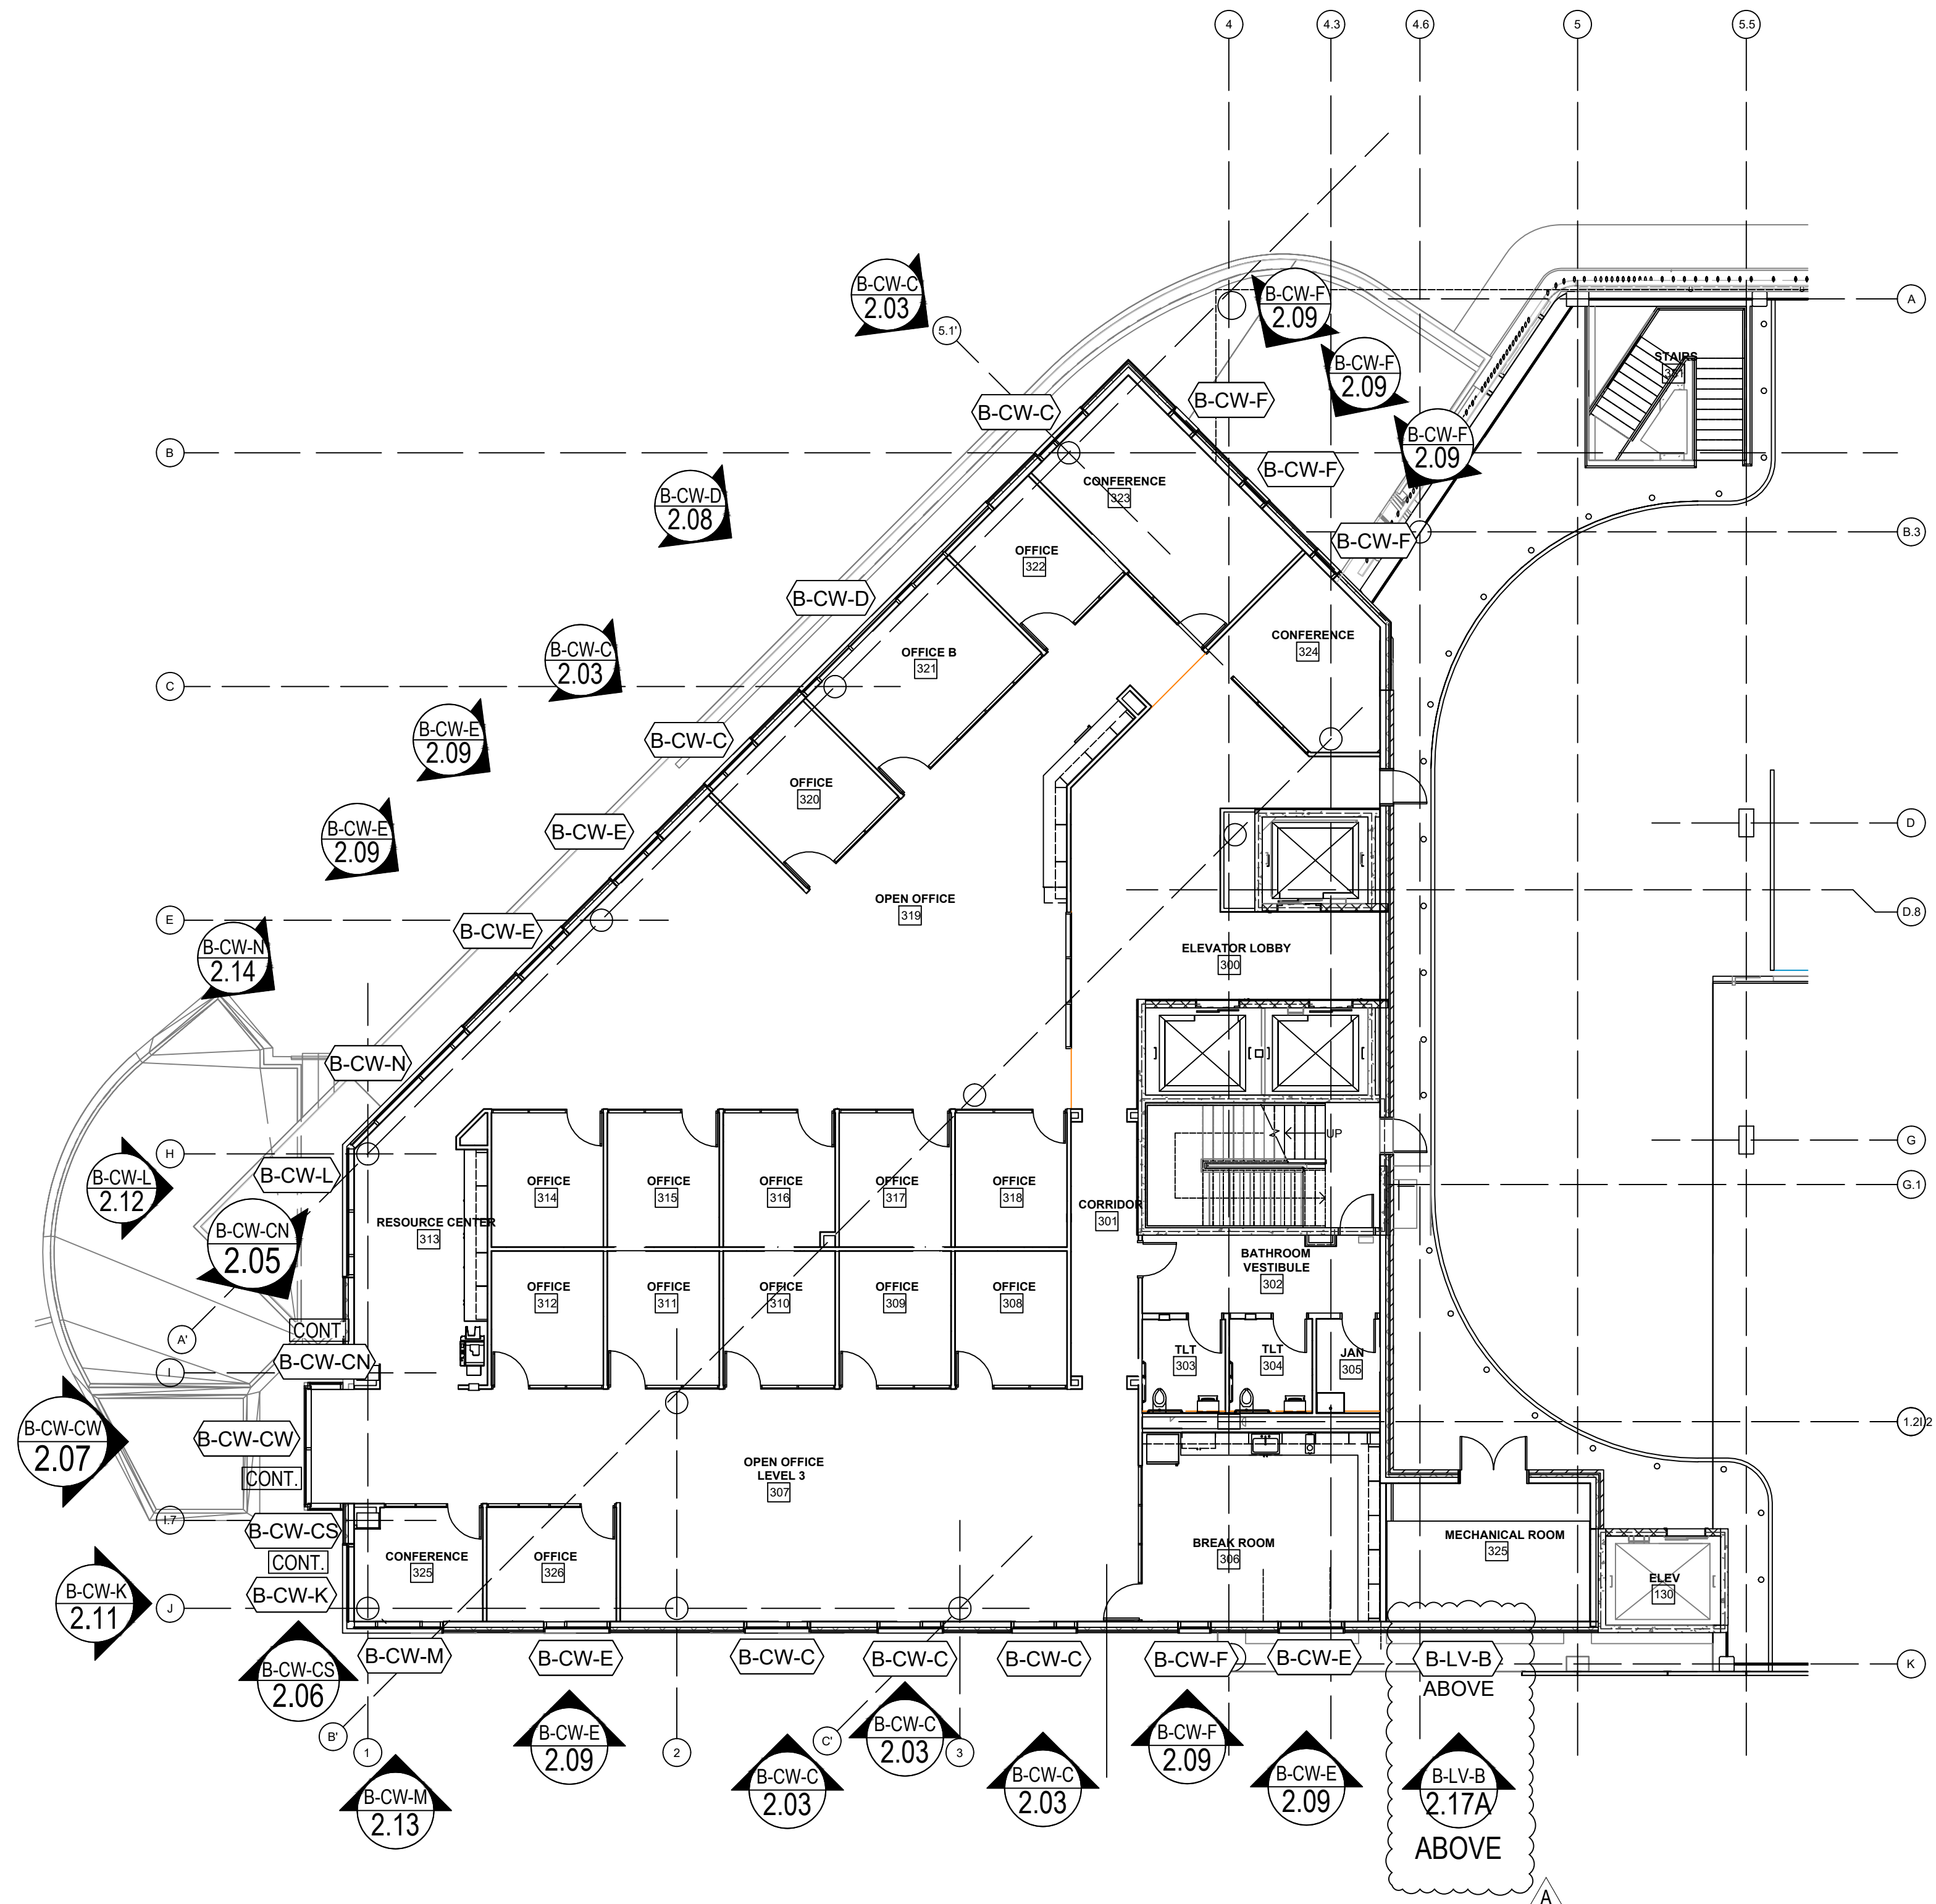 4
4.3
4.6
5
5.5
B-CW-C
2.03
5.1'
B-CW-F
2.09
A
B-CW-F
2.09
STAIRS
B-CW-C
B-CW-F
B-CW-F
2.09
B
B-CW-F
CONFERENCE
323
B-CW-D
2.08
B-CW-F
B.3
OFFICE
322
B-CW-D
CONFERENCE
324
B-CW-C
2.03
OFFICE B
321
C
B-CW-E
2.09
B-CW-C
OFFICE
320
B-CW-E
2.09
B-CW-E
D
OPEN OFFICE
319
D.8
E
B-CW-E
B-CW-N
2.14
ELEVATOR LOBBY
300
B-CW-N
UP
G
H
B-CW-L
2.12
B-CW-L
G.1
OFFICE
314
OFFICE
315
OFFICE
316
OFFICE
317
OFFICE
318
CORRIDOR
301
RESOURCE CENTER
313
B-CW-CN
2.05
BATHROOM
VESTIBULE
302
OFFICE
312
OFFICE
311
OFFICE
310
OFFICE
309
OFFICE
308
A'
CONT.
B-CW-CN
I
TLT
303
TLT
304
JAN
305
B-CW-CW
2.07
B-CW-CW
CONT.
OPEN OFFICE
LEVEL 3
307
I.7
B-CW-CS
CONT.
B-CW-K
CONFERENCE
325
OFFICE
326
BREAK ROOM
306
MECHANICAL ROOM
325
ELEV
130
B-CW-K
2.11
J
B-CW-M
B-CW-E
B-CW-C
B-CW-C
B-CW-C
B-CW-F
B-CW-E
B-LV-B
ABOVE
K
B-CW-CS
2.06
B'
1
B-CW-E
2.09
2
C'
B-CW-C
2.03
3
B-CW-F
2.09
B-CW-M
2.13
B-CW-C
2.03
B-CW-C
2.03
B-CW-E
2.09
B-LV-B
2.17A
ABOVE
A